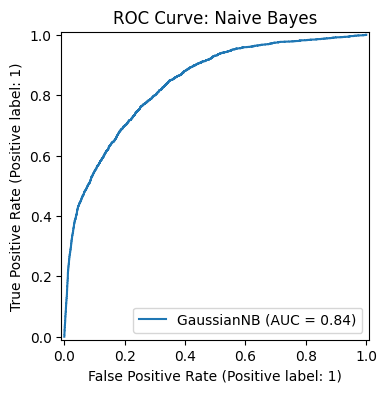 ROC Curve: Naive Bayes
1.0
0.8
0.6
0.4
0.2
0.0
True Positive Rate (Positive label: 1)
GaussianNB (AUC = 0.84)
0.0 0.2 0.4 0.6 0.8 1.0
False Positive Rate (Positive label: 1)